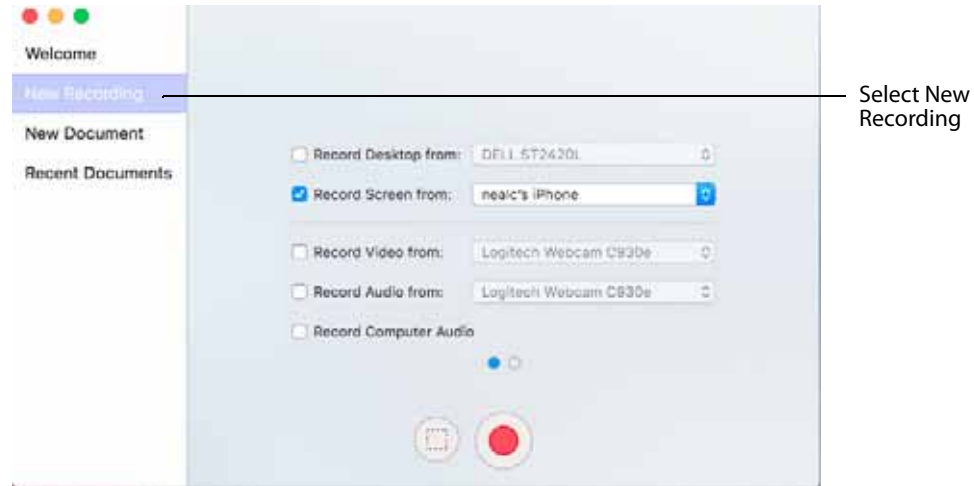 Welcome
New Recording
New Document
Recent Documents
Record Desktop from: DELL ST2420L
Record Screen from: nealc's iPhone
Record Video from: Logitech Webcam C930e
Record Audio from: Logitech Webcam C930e
Record Computer Audio
Select New
Recording